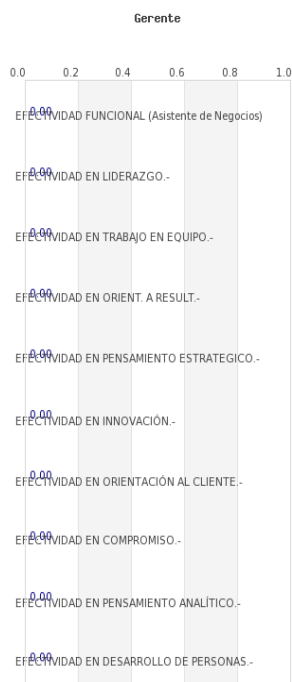 Gerente
0.0 0.2 0.4 0.6 0.8 1.0
0.00
EFECTIVIDAD FUNCIONAL (Asistente de Negocios)
0.00
EFECTIVIDAD EN LIDERAZGO.-
0.00
EFECTIVIDAD EN TRABAJO EN EQUIPO.-
0.00
EFECTIVIDAD EN ORIENT. A RESULT.-
0.00
EFECTIVIDAD EN PENSAMIENTO ESTRATEGICO.-
0.00
EFECTIVIDAD EN INNOVACIÓN.-
0.00
EFECTIVIDAD EN ORIENTACIÓN AL CLIENTE.-
0.00
EFECTIVIDAD EN COMPROMISO.-
0.00
EFECTIVIDAD EN PENSAMIENTO ANALÍTICO.-
0.00
EFECTIVIDAD EN DESARROLLO DE PERSONAS.-